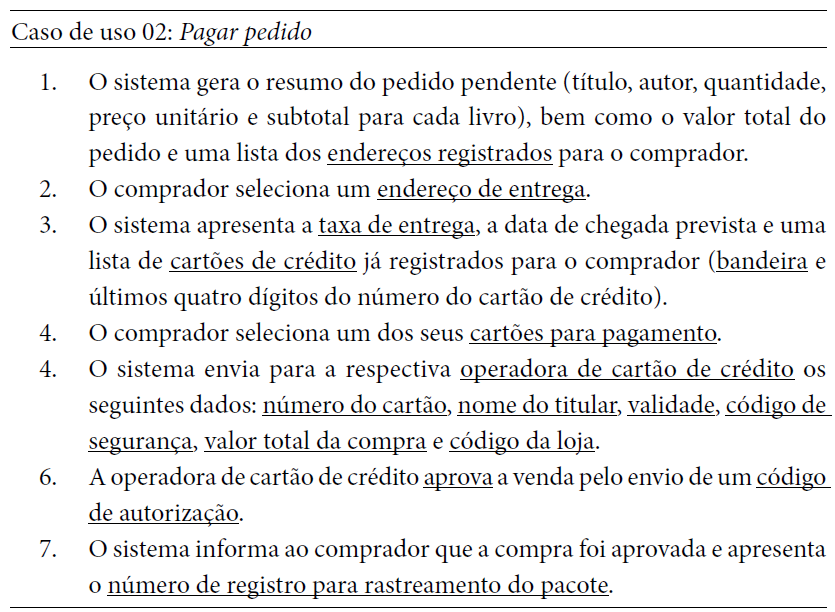 Caso de uso 02: Pagar pedido
1. O sistema gera o resumo do pedido pendente (título, autor, quantidade,
preço unitário e subtotal para cada livro), bem como o valor total do
pedido e uma lista dos endereços registrados para o comprador.
2. O comprador seleciona um endereço de entrega.
3. O sistema apresenta a taxa de entrega, a data de chegada prevista e uma
lista de cartões de crédito já registrados para o comprador (bandeira e
últimos quatro dígitos do número do cartão de crédito).
4. O comprador seleciona um dos seus cartões para pagamento.
4. O sistema envia para a respectiva operadora de cartão de crédito os
seguintes dados: número do cartão, nome do titular, validade, código de
segurança, valor total da compra e código da loja.
6. A operadora de cartão de crédito aprova a venda pelo envio de um código
de autorização.
7. O sistema informa ao comprador que a compra foi aprovada e apresenta
o número de registro para rastreamento do pacote.